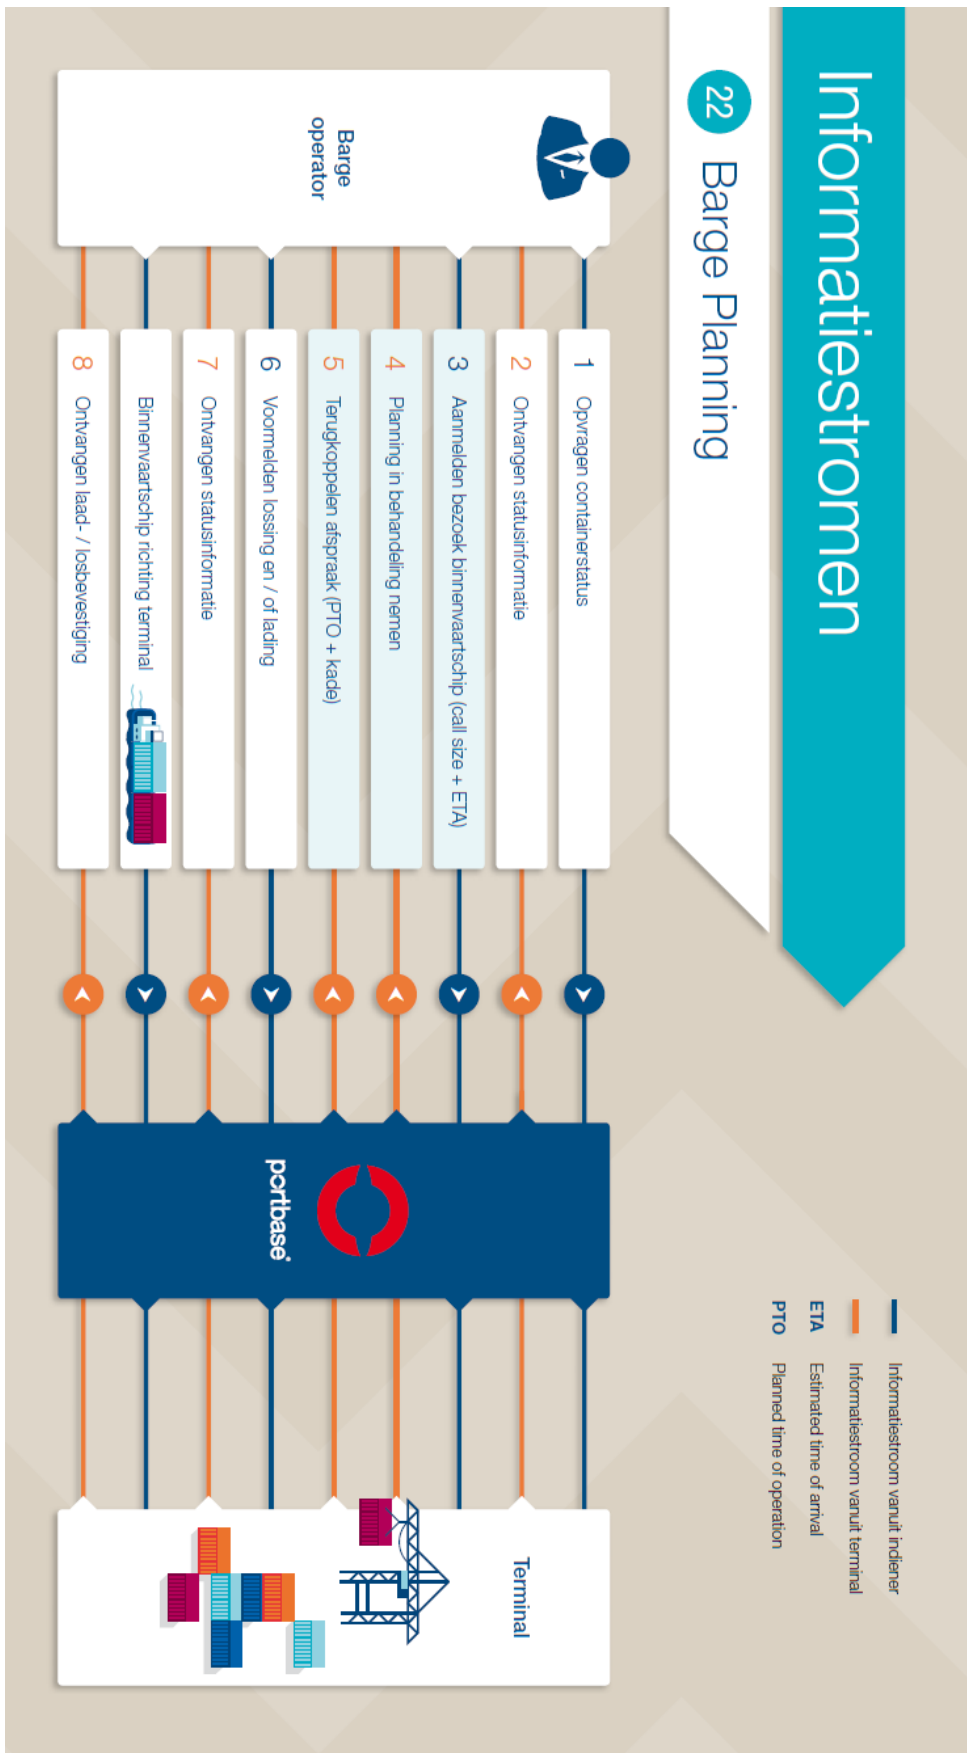 Informatiestromen
22 Barge Planning
Informatiestroom vanuit indiener
Informatiestroom vanuit terminal
ETA Estimated time of arrival
PTO Planned time of operation
Barge
operator
1 Opvragen containerstatus
2 Ontvangen statusinformatie
3 Aanmelden bezoek binnenvaartschip (call size + ETA)
4 Planning in behandeling nemen
5 Terugkoppelen afspraak (PTO + kade)
6 Voormelden lossing en / of lading
7 Ontvangen statusinformatie
Binnenvaartschip richting terminal
8 Ontvangen laad- / losbevestiging
portbase
Terminal